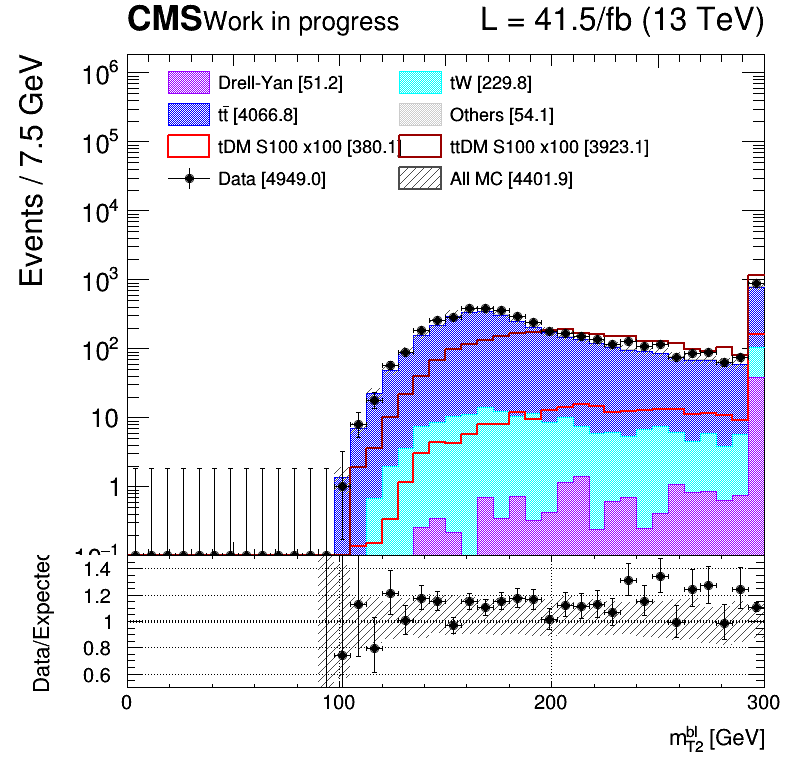 CMS Work in progress L = 41.5/fb (13 TeV)
Events / 7.5 GeV
10⁶
10⁵
10⁴
10³
10²
10
1
10⁻¹
Drell-Yan [51.2] tW [229.8]
tt̄ [4066.8] Others [54.1]
tDM S100 x100 [380.1] ttDM S100 x100 [3923.1]
Data [4949.0] All MC [4401.9]
Data/Expected
1.4
1.2
1
0.8
0.6
0 100 200 300
m_T2^bl [GeV]